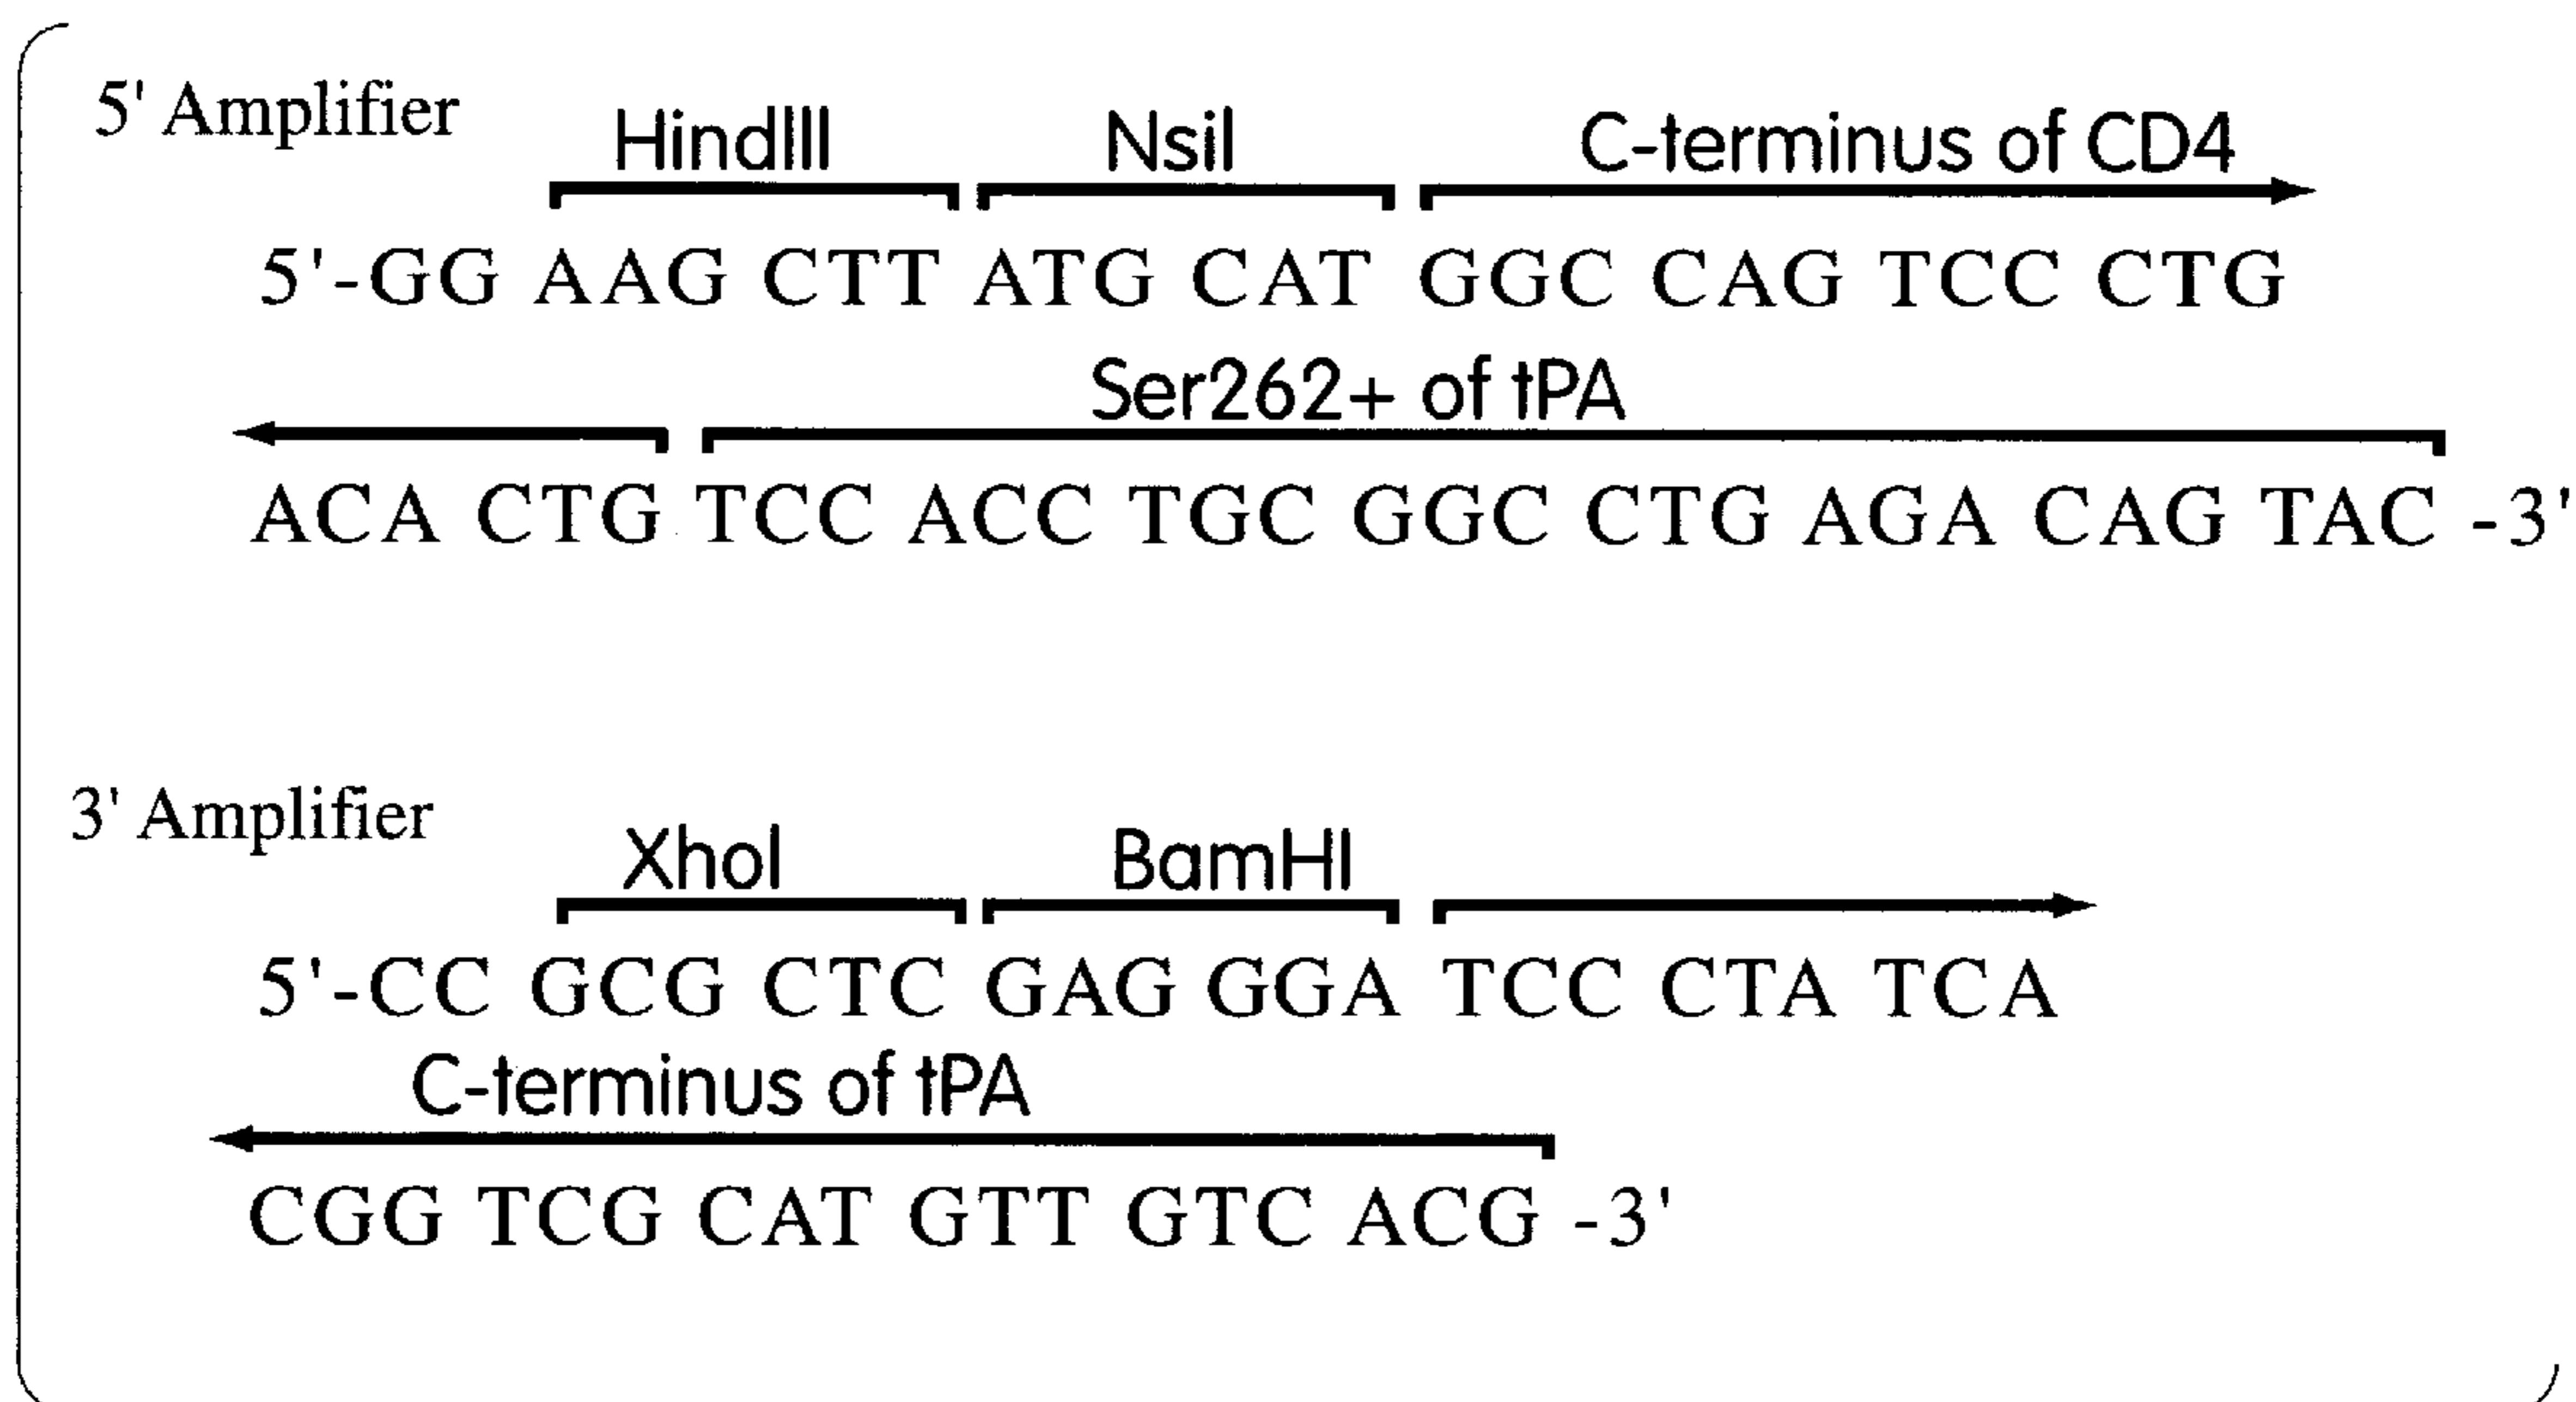 5' Amplifier
HindIII NsiI C-terminus of CD4
5'-GG AAG CTT ATG CAT GGC CAG TCC CTG
Ser262+ of tPA
ACA CTG TCC ACC TGC GGC CTG AGA CAG TAC -3'
3' Amplifier
XhoI BamHI
5'-CC GCG CTC GAG GGA TCC CTA TCA
C-terminus of tPA
CGG TCG CAT GTT GTC ACG -3'